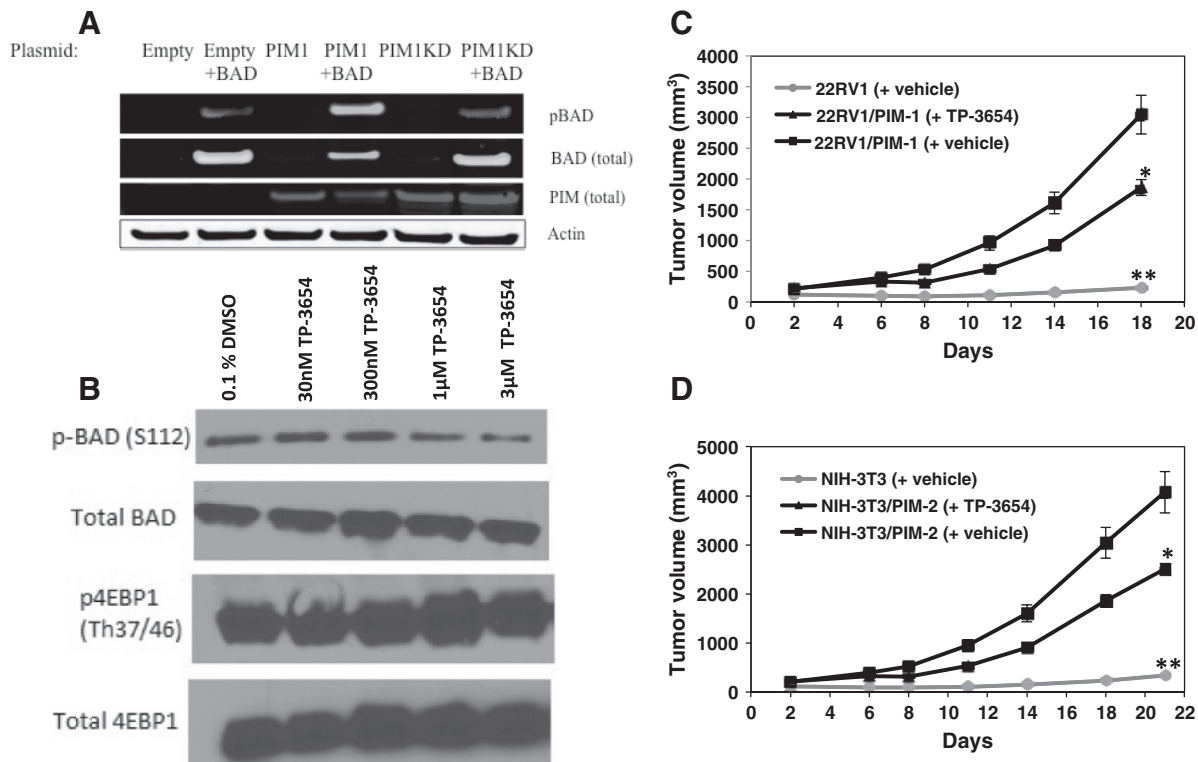 A
Plasmid: Empty Empty PIM1 PIM1 PIM1KD PIM1KD
+BAD +BAD +BAD
pBAD
BAD (total)
PIM (total)
Actin
B
0.1 % DMSO
30nM TP-3654
300nM TP-3654
1µM TP-3654
3µM TP-3654
p-BAD (S112)
Total BAD
p4EBP1
(Th37/46)
Total 4EBP1
C
Tumor volume (mm³)
4000
3500
3000
2500
2000
1500
1000
500
0
22RV1 (+ vehicle)
22RV1/PIM-1 (+ TP-3654)
22RV1/PIM-1 (+ vehicle)
*
**
0 2 4 6 8 10 12 14 16 18 20
Days
D
Tumor volume (mm³)
5000
4000
3000
2000
1000
0
NIH-3T3 (+ vehicle)
NIH-3T3/PIM-2 (+ TP-3654)
NIH-3T3/PIM-2 (+ vehicle)
*
**
0 2 4 6 8 10 12 14 16 18 20 22
Days